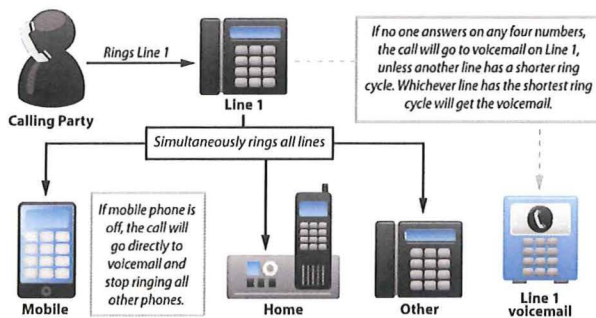 Rings Line 1
If no one answers on any four numbers,
the call will go to voicemail on Line 1,
unless another line has a shorter ring
cycle. Whichever line has the shortest ring
cycle will get the voicemail.
Calling Party
Line 1
Simultaneously rings all lines
If mobile phone is
off, the call will
go directly to
voicemail and
stop ringing all
other phones.
Mobile
Home
Other
Line 1
voicemail